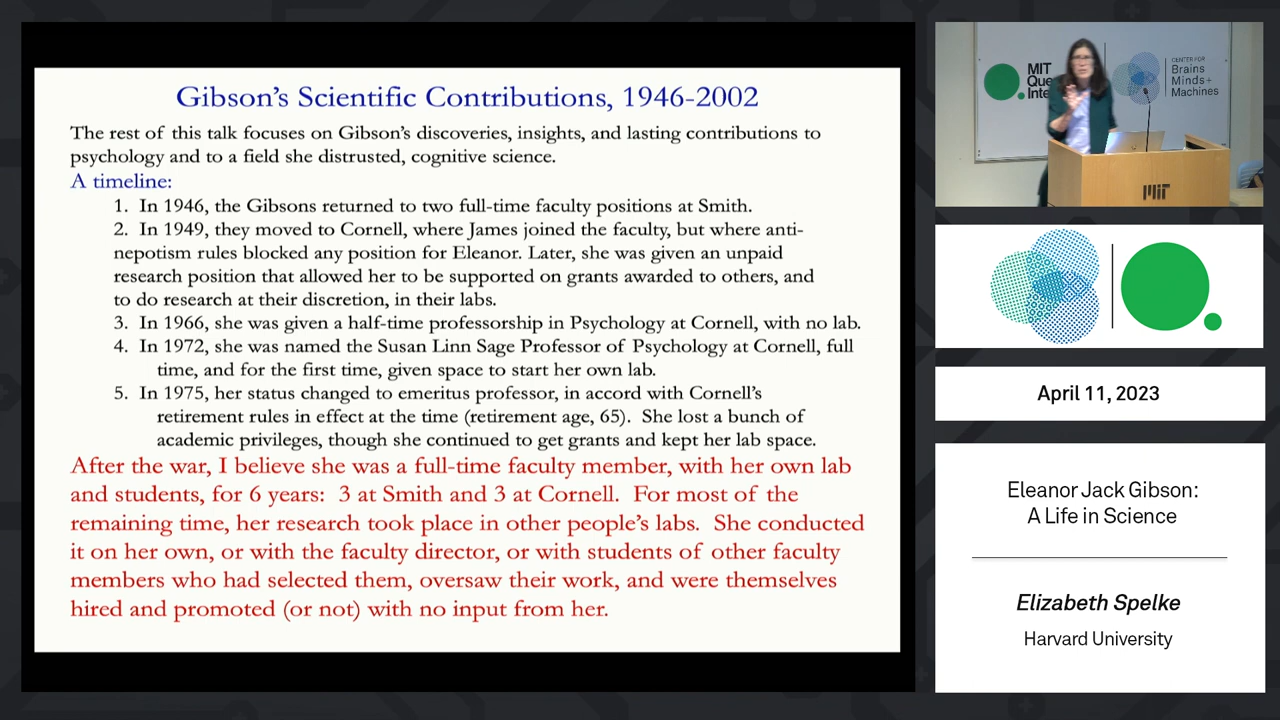 Gibson's Scientific Contributions, 1946-2002
The rest of this talk focuses on Gibson's discoveries, insights, and lasting contributions to
psychology and to a field she distrusted, cognitive science.
A timeline:
1. In 1946, the Gibsons returned to two full-time faculty positions at Smith.
2. In 1949, they moved to Cornell, where James joined the faculty, but where anti-
nepotism rules blocked any position for Eleanor. Later, she was given an unpaid
research position that allowed her to be supported on grants awarded to others, and
to do research at their discretion, in their labs.
3. In 1966, she was given a half-time professorship in Psychology at Cornell, with no lab.
4. In 1972, she was named the Susan Linn Sage Professor of Psychology at Cornell, full
time, and for the first time, given space to start her own lab.
5. In 1975, her status changed to emeritus professor, in accord with Cornell's
retirement rules in effect at the time (retirement age, 65). She lost a bunch of
academic privileges, though she continued to get grants and kept her lab space.
After the war, I believe she was a full-time faculty member, with her own lab
and students, for 6 years: 3 at Smith and 3 at Cornell. For most of the
remaining time, her research took place in other people's labs. She conducted
it on her own, or with the faculty director, or with students of other faculty
members who had selected them, oversaw their work, and were themselves
hired and promoted (or not) with no input from her.
MIT
CENTER FOR
Brains
Minds+
Machines
MIT
April 11, 2023
Eleanor Jack Gibson:
A Life in Science
Elizabeth Spelke
Harvard University